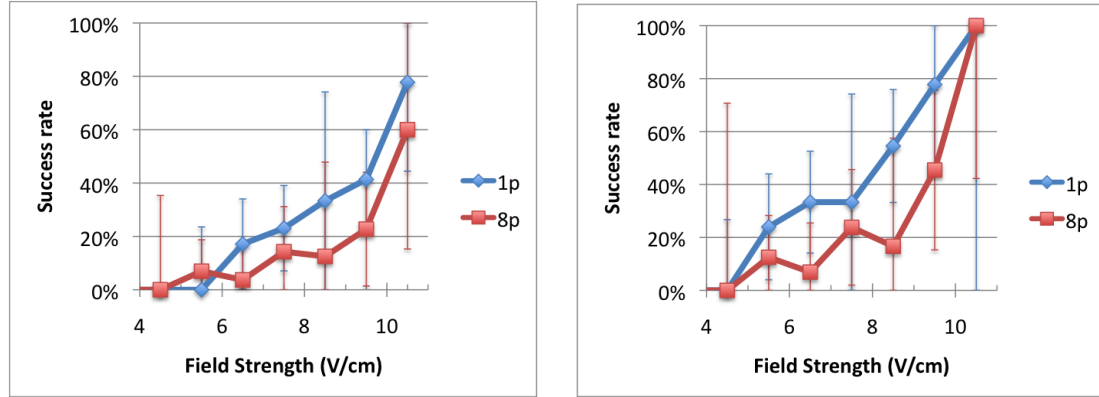 100%
80%
60%
40%
20%
0%
Success rate
4
6
8
10
Field Strength (V/cm)
1p
8p
100%
80%
60%
40%
20%
0%
Success rate
4
6
8
10
Field Strength (V/cm)
1p
8p